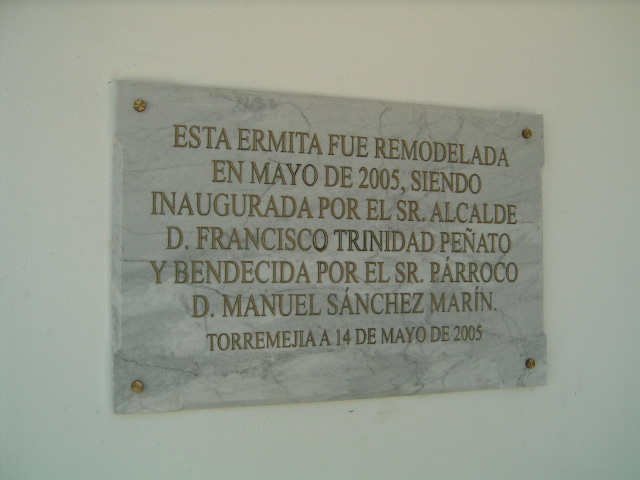 ESTA ERMITA FUE REMODELADA
EN MAYO DE 2005, SIENDO
INAUGURADA POR EL SR. ALCALDE
D. FRANCISCO TRINIDAD PEÑATO
Y BENDECIDA POR EL SR. PÁRROCO
D. MANUEL SÁNCHEZ MARÍN.
TORREMEJIA A 14 DE MAYO DE 2005